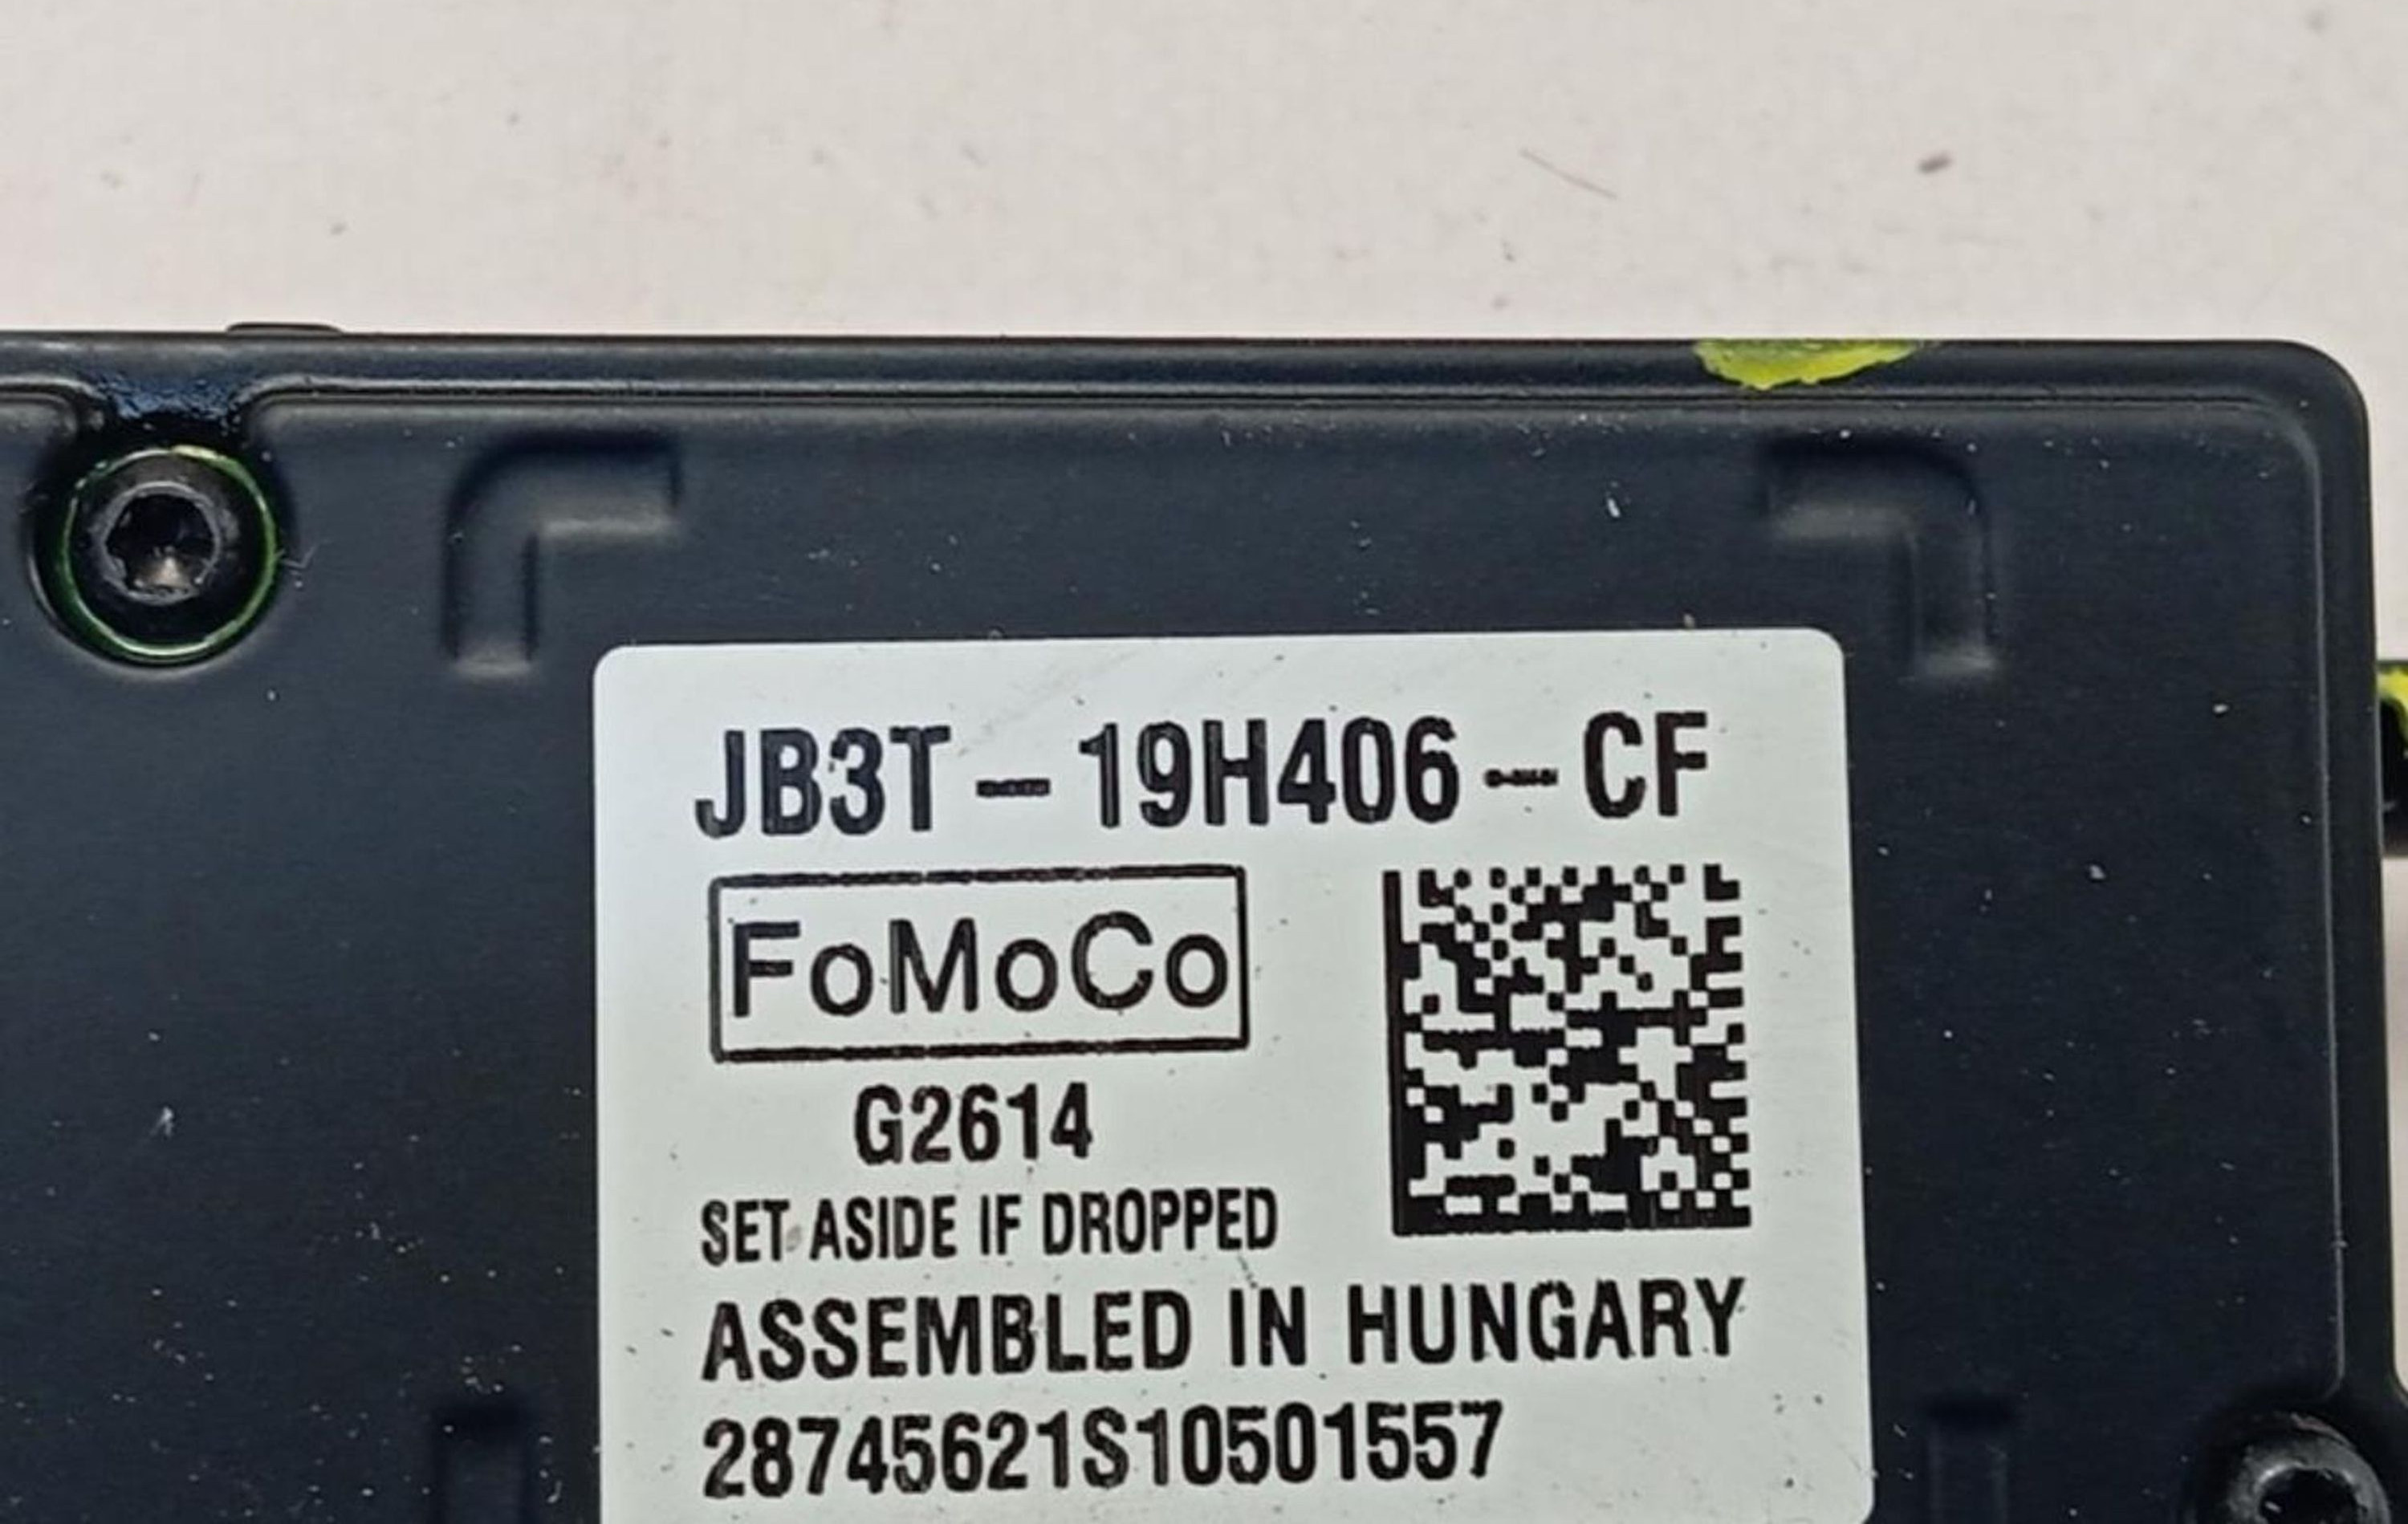 JB3T-19H406-CF
FoMoCo
G2614
SET ASIDE IF DROPPED
ASSEMBLED IN HUNGARY
28745621S10501557